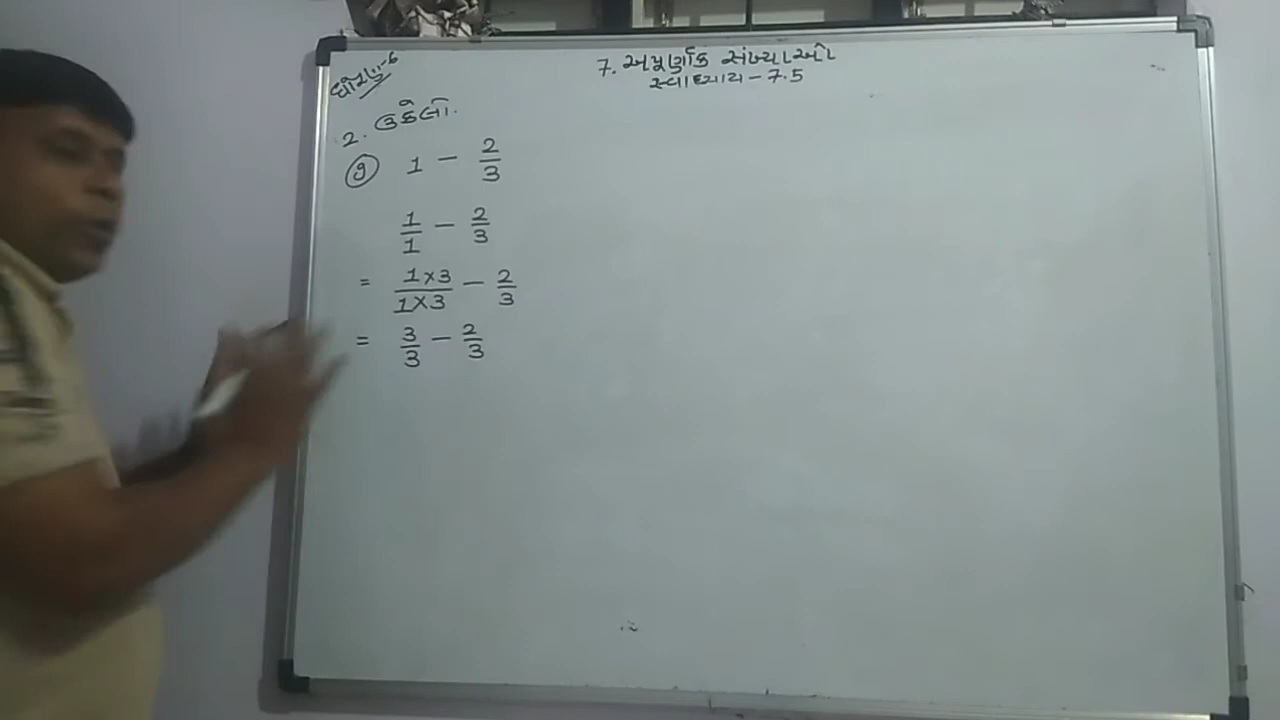 7. અપૂર્ણાંક સંખ્યાઓ
સ્વાધ્યાય - 7.5
ધોરણ-6
2. ઉકેલો.
૭ 1 - 2/3
1/1 - 2/3
= 1×3/1×3 - 2/3
= 3/3 - 2/3